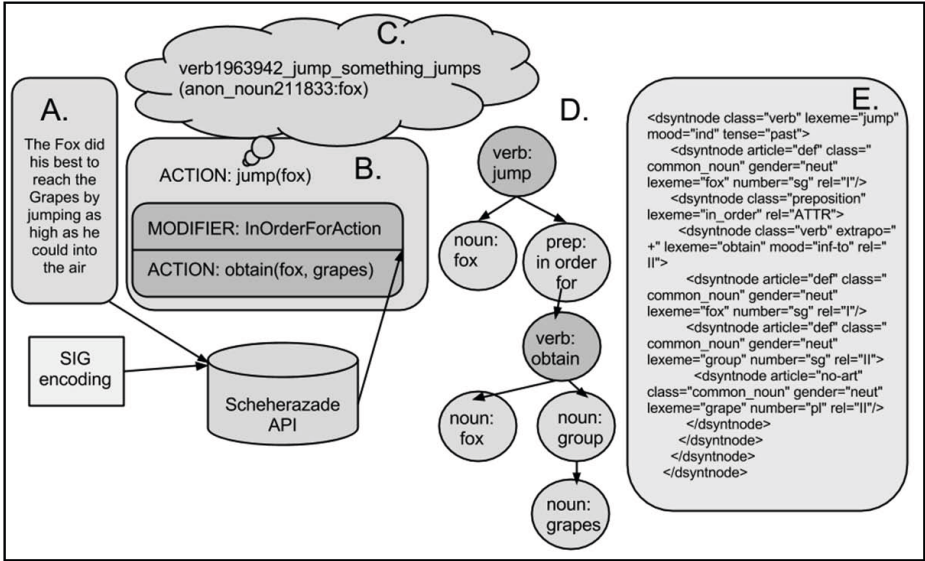 A.
The Fox did
his best to
reach the
Grapes by
jumping as
high as he
could into
the air
SIG
encoding
Scheherazade
API
B.
ACTION: jump(fox)
MODIFIER: InOrderForAction
ACTION: obtain(fox, grapes)
C.
verb1963942_jump_something_jumps
(anon_noun211833:fox)
D.
verb:
jump
noun:
fox
prep:
in order
for
verb:
obtain
noun:
fox
noun:
group
noun:
grapes
E.
<dsyntnode class="verb" lexeme="jump"
mood="ind" tense="past">
<dsyntnode article="def" class="
common_noun" gender="neut"
lexeme="fox" number="sg" rel="I"/>
<dsyntnode class="preposition"
lexeme="in_order" rel="ATTR">
<dsyntnode class="verb" extrapo="
+" lexeme="obtain" mood="inf-to" rel="
II">
<dsyntnode article="def" class="
common_noun" gender="neut"
lexeme="fox" number="sg" rel="I"/>
<dsyntnode article="def" class="
common_noun" gender="neut"
lexeme="group" number="sg" rel="II">
<dsyntnode article="no-art"
class="common_noun" gender="neut"
lexeme="grape" number="pl" rel="II"/>
</dsyntnode>
</dsyntnode>
</dsyntnode>
</dsyntnode>